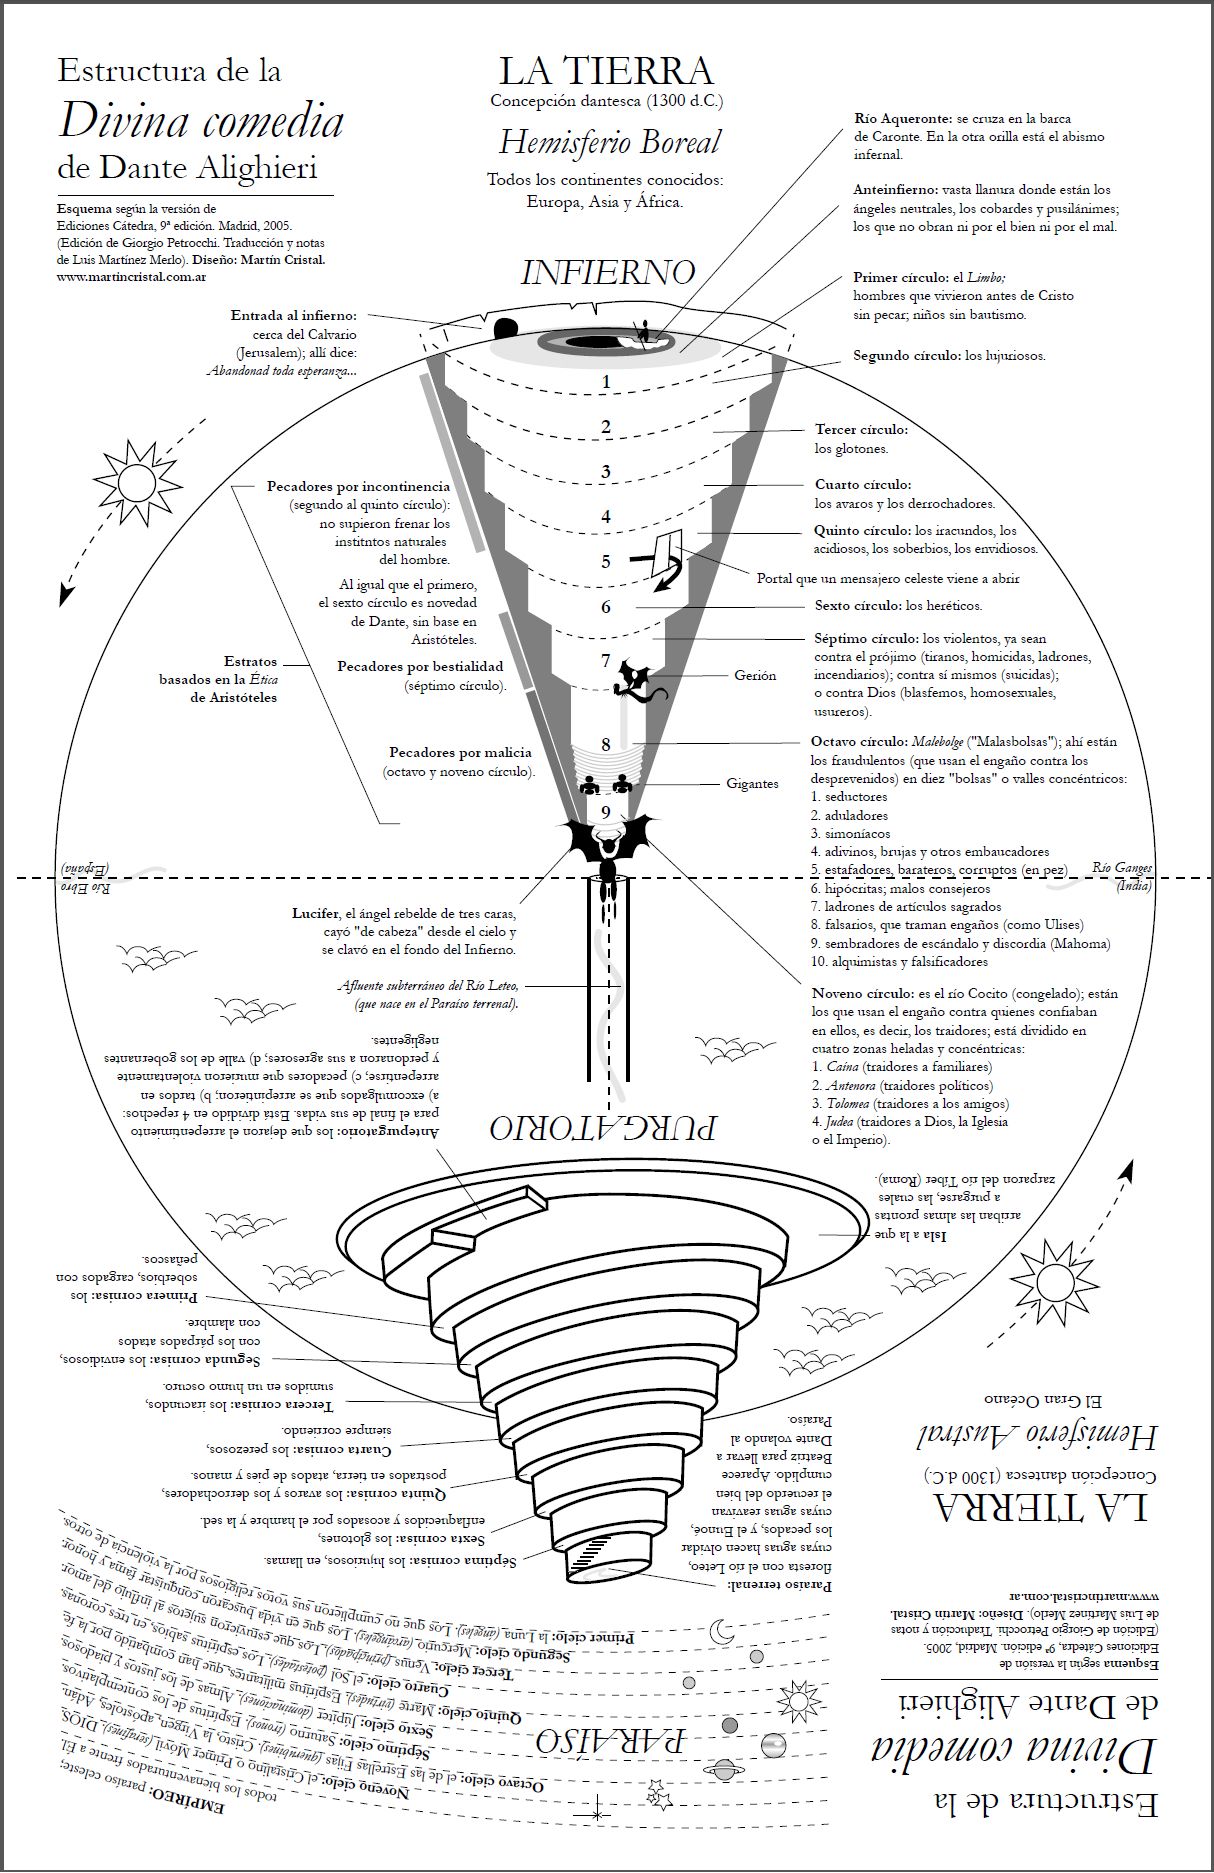 Estructura de la
Divina comedia
de Dante Alighieri
Esquema según la versión de
Ediciones Cátedra, 9ª edición. Madrid, 2005.
(Edición de Giorgio Petrocchi. Traducción y notas
de Luis Martínez Merlo). Diseño: Martín Cristal.
www.martincristal.com.ar
LA TIERRA
Concepción dantesca (1300 d.C.)
Hemisferio Boreal
Todos los continentes conocidos:
Europa, Asia y África.
INFIERNO
Río Aqueronte: se cruza en la barca
de Caronte. En la otra orilla está el abismo
infernal.
Anteinfierno: vasta llanura donde están los
ángeles neutrales, los cobardes y pusilánimes;
los que no obran ni por el bien ni por el mal.
Primer círculo: el Limbo;
hombres que vivieron antes de Cristo
sin pecar; niños sin bautismo.
Segundo círculo: los lujuriosos.
Tercer círculo:
los glotones.
Cuarto círculo:
los avaros y los derrochadores.
Quinto círculo: los iracundos, los
acidiosos, los soberbios, los envidiosos.
Portal que un mensajero celeste viene a abrir
Sexto círculo: los heréticos.
Séptimo círculo: los violentos, ya sean
contra el prójimo (tiranos, homicidas, ladrones,
incendiarios); contra sí mismos (suicidas);
o contra Dios (blasfemos, homosexuales,
usureros).
Gerión
Octavo círculo: Malebolge ("Malasbolsas"); ahí están
los fraudulentos (que usan el engaño contra los
desprevenidos) en diez "bolsas" o valles concéntricos:
1. seductores
2. aduladores
3. simoníacos
4. adivinos, brujas y otros embaucadores
5. estafadores, barateros, corruptos (en pez)
6. hipócritas; malos consejeros
7. ladrones de artículos sagrados
8. falsarios, que traman engaños (como Ulises)
9. sembradores de escándalo y discordia (Mahoma)
10. alquimistas y falsificadores
Gigantes
Río Ganges
(India)
Noveno círculo: es el río Cocito (congelado); están
los que usan el engaño contra quienes confiaban
en ellos, es decir, los traidores; está dividido en
cuatro zonas heladas y concéntricas:
1. Caína (traidores a familiares)
2. Antenora (traidores políticos)
3. Tolomea (traidores a los amigos)
4. Judea (traidores a Dios, la Iglesia
o el Imperio).
Entrada al infierno:
cerca del Calvario
(Jerusalem); allí dice:
Abandonad toda esperanza...
1
2
3
4
5
6
7
8
9
Pecadores por incontinencia
(segundo al quinto círculo):
no supieron frenar los
institntos naturales
del hombre.
Al igual que el primero,
el sexto círculo es novedad
de Dante, sin base en
Aristóteles.
Pecadores por bestialidad
(séptimo círculo).
Estratos
basados en la Ética
de Aristóteles
Pecadores por malicia
(octavo y noveno círculo).
Río Ebro
(España)
Lucifer, el ángel rebelde de tres caras,
cayó "de cabeza" desde el cielo y
se clavó en el fondo del Infierno.
Afluente subterráneo del Río Leteo,
(que nace en el Paraíso terrenal).
Estructura de la
Divina comedia
de Dante Alighieri
Esquema según la versión de
Ediciones Cátedra, 9ª edición. Madrid, 2005.
(Edición de Giorgio Petrocchi. Traducción y notas
de Luis Martínez Merlo). Diseño: Martín Cristal.
www.martincristal.com.ar
LA TIERRA
Concepción dantesca (1300 d.C.)
Hemisferio Austral
El Gran Océano
PARAÍSO
EMPÍREO: paraíso celeste;
todos los bienaventurados frente a Él.
Noveno cielo: el Cristalino o Primer Móvil (serafines). DIOS.
Octavo cielo: el de las Estrellas Fijas (querubines). Cristo, la Virgen, apóstoles, Adán.
Séptimo cielo: Saturno (tronos). Espíritus de los contemplativos.
Sexto cielo: Júpiter (dominaciones). Almas de los justos y piadosos.
Quinto cielo: Marte (virtudes). Espíritus militantes, que han combatido por la fe.
Cuarto cielo: el Sol (potestades). Los espíritus sabios, en tres coronas.
Tercer cielo: Venus (principados). Los que estuvieron sujetos al influjo del amor.
Segundo cielo: Mercurio (arcángeles). Los que en vida buscaron conquistar fama y honor.
Primer cielo: la Luna (ángeles). Los que no cumplieron sus votos religiosos por la violencia de otros.
Paraíso terrenal:
floresta con el río Leteo,
cuyas aguas hacen olvidar
los pecados, y el Eunoé,
cuyas aguas reavivan
el recuerdo del bien
cumplido. Aparece
Beatriz para llevar a
Dante volando al
Paraíso.
Séptima cornisa: los lujuriosos, en llamas.
Sexta cornisa: los glotones,
enflaquecidos y acosados por el hambre y la sed.
Quinta cornisa: los avaros y los derrochadores,
postrados en tierra, atados de pies y manos.
Cuarta cornisa: los perezosos,
siempre corriendo.
Tercera cornisa: los iracundos,
sumidos en un humo oscuro.
Segunda cornisa: los envidiosos,
con los párpados atados
con alambre.
Primera cornisa: los
soberbios, cargados con
peñascos.
Isla a la que
arriban las almas prontas
a purgarse, las cuales
zarparon del río Tíber (Roma).
PURGATORIO
Antepurgatorio: los que dejaron el arrepentimiento
para el final de sus vidas. Está dividido en 4 repechos:
a) excomulgados que se arrepintieron; b) tardos en
arrepentirse; c) pecadores que murieron violentamente
y perdonaron a sus agresores; d) valle de los gobernantes
negligentes.